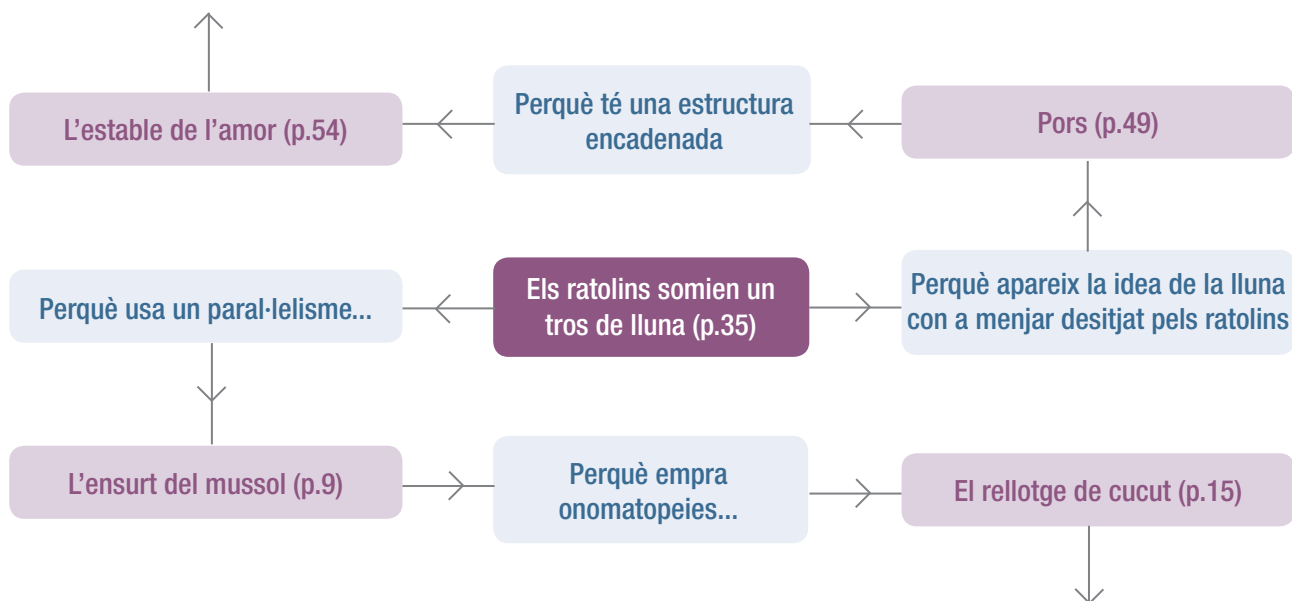 L'estable de l'amor (p.54)
Perquè té una estructura
encadenada
Pors (p.49)
Perquè usa un paral·lelisme...
Els ratolins somien un
tros de lluna (p.35)
Perquè apareix la idea de la lluna
con a menjar desitjat pels ratolins
L'ensurt del mussol (p.9)
Perquè empra
onomatopeies...
El rellotge de cucut (p.15)